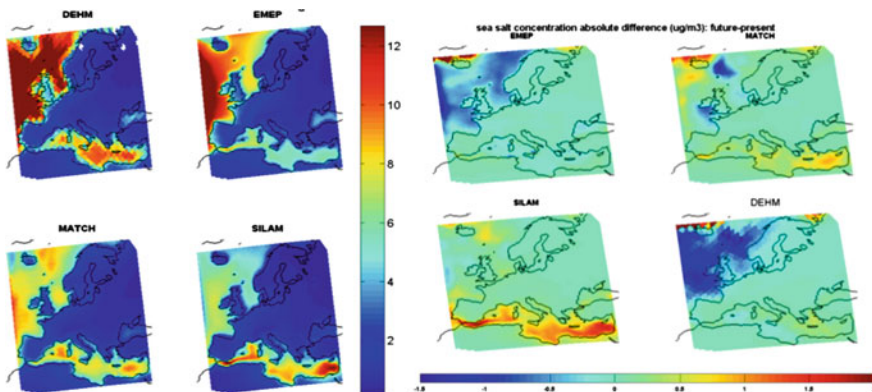 DEHM EMEP
12
10
8
6
4
2
MATCH SILAM
sea salt concentration absolute difference (ug/m3): future-present
EMEP MATCH
SILAM DEHM
-1.5 -1 -0.5 0 0.5 1 1.5